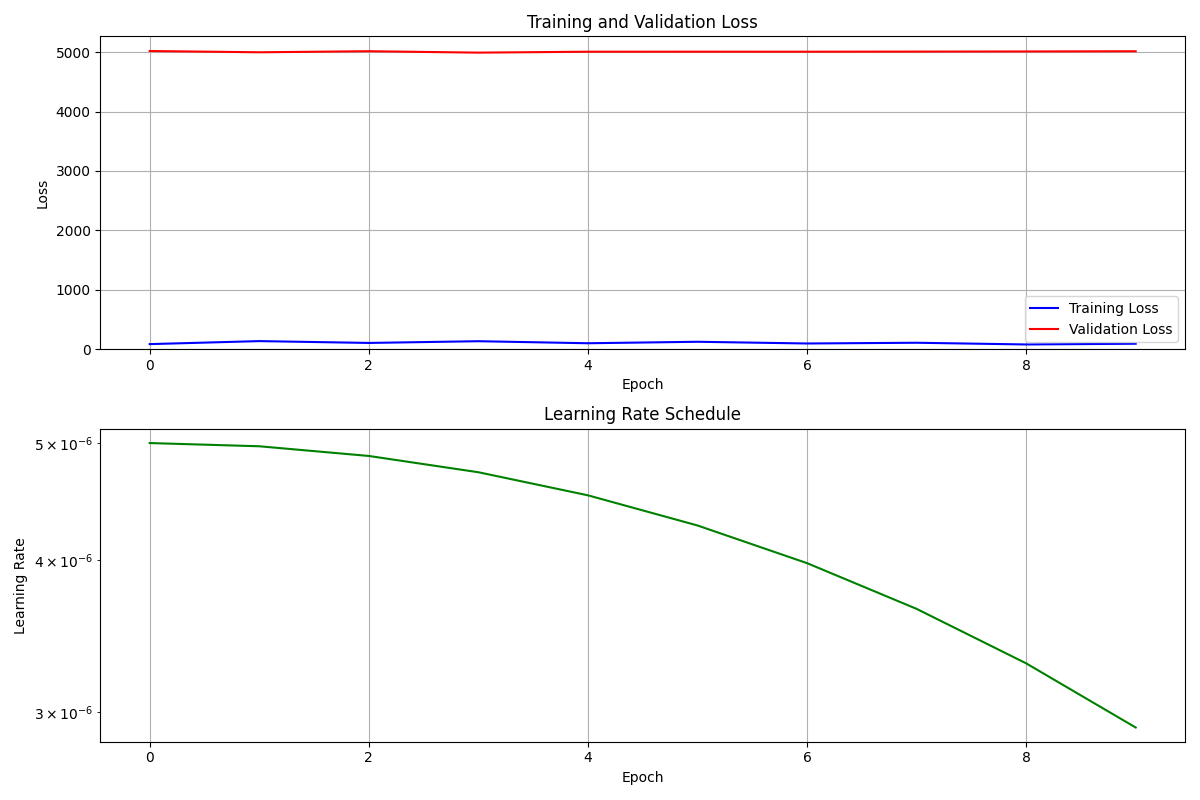 Training and Validation Loss
5000
4000
3000
2000
1000
0
Loss
Training Loss
Validation Loss
0 2 4 6 8
Epoch
Learning Rate Schedule
5 × 10⁻⁶
4 × 10⁻⁶
3 × 10⁻⁶
Learning Rate
0 2 4 6 8
Epoch